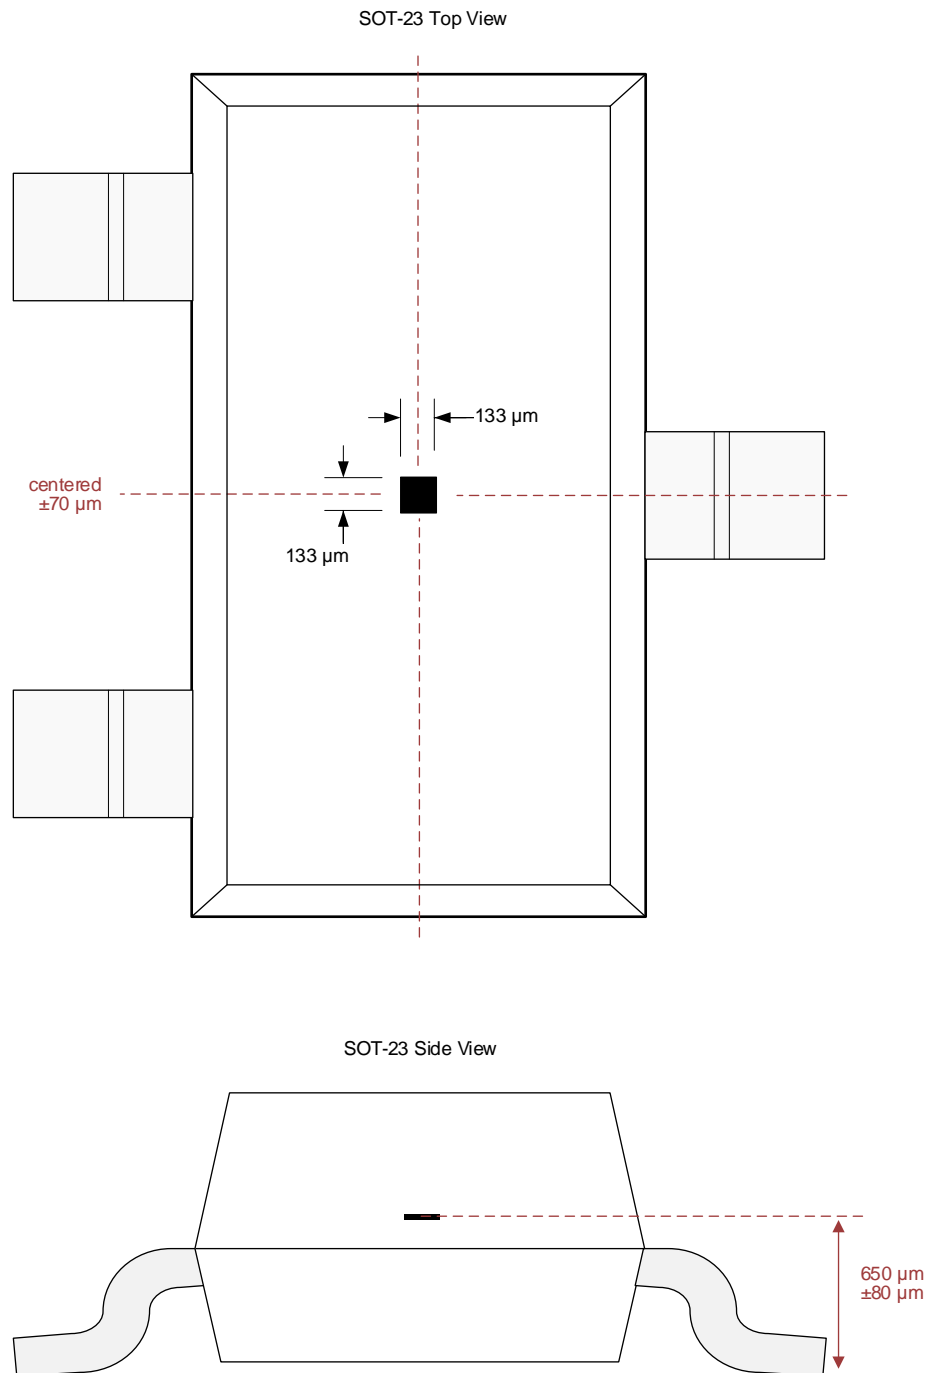 SOT-23 Top View
133 µm
centered
±70 µm
133 µm
SOT-23 Side View
650 µm
±80 µm